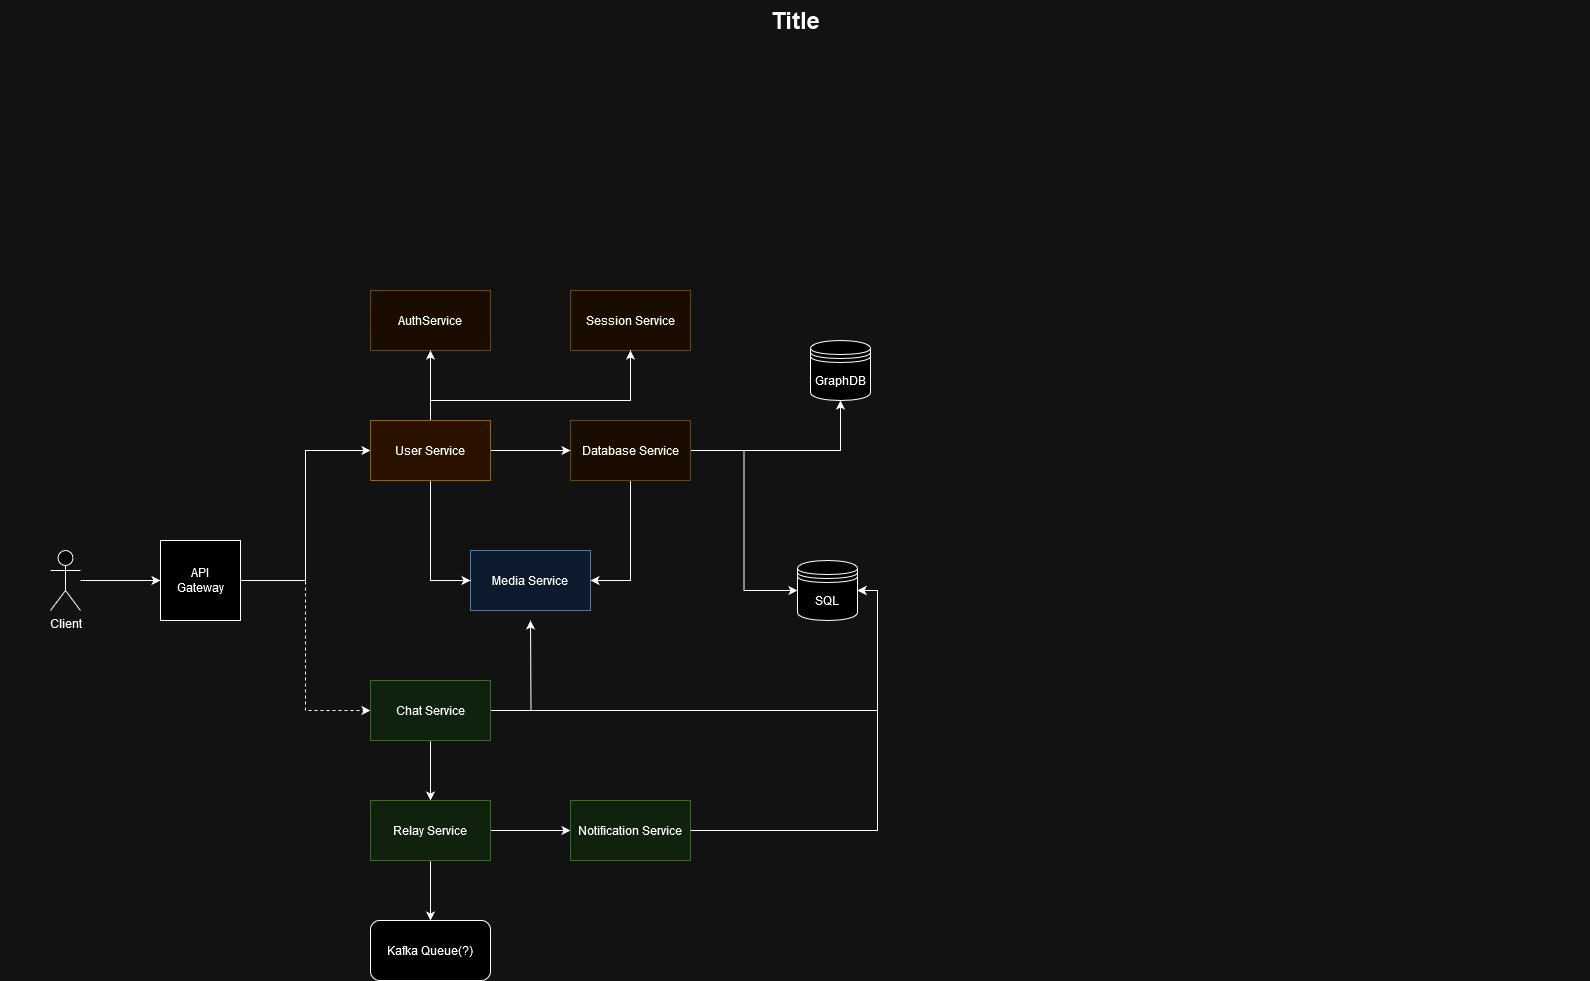 Title
AuthService
Session Service
GraphDB
User Service
Database Service
API
Gateway
Media Service
Client
SQL
Chat Service
Relay Service
Notification Service
Kafka Queue(?)